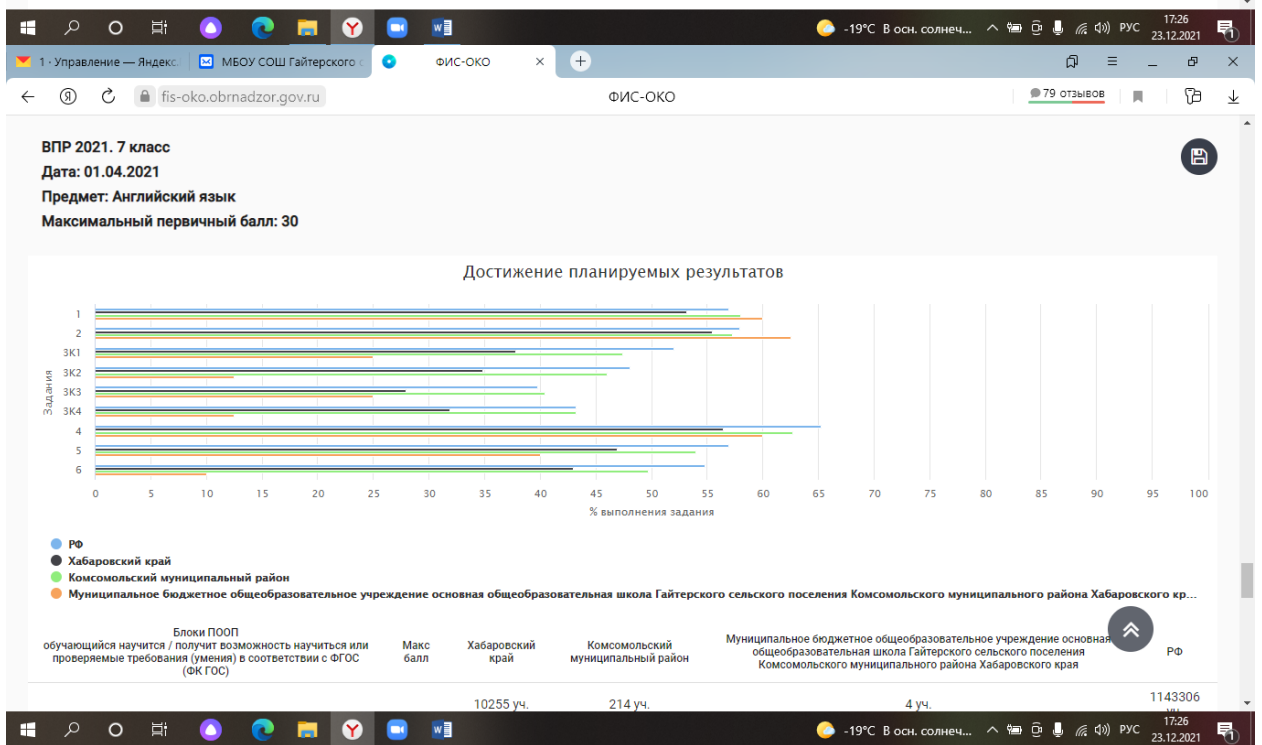 -19°C В осн. солнеч... РУС 17:26
23.12.2021
1 · Управление — Яндекс. МБОУ СОШ Гайтерского с ФИС-ОКО
fis-oko.obrnadzor.gov.ru ФИС-ОКО 79 отзывов
ВПР 2021. 7 класс
Дата: 01.04.2021
Предмет: Английский язык
Максимальный первичный балл: 30
Достижение планируемых результатов
Задания
1
2
3К1
3К2
3К3
3К4
4
5
6
0 5 10 15 20 25 30 35 40 45 50 55 60 65 70 75 80 85 90 95 100
% выполнения задания
РФ
Хабаровский край
Комсомольский муниципальный район
Муниципальное бюджетное общеобразовательное учреждение основная общеобразовательная школа Гайтерского сельского поселения Комсомольского муниципального района Хабаровского кр...
Блоки ПООП
обучающийся научится / получит возможность научиться или
проверяемые требования (умения) в соответствии с ФГОС
(ФК ГОС)
Макс
балл
Хабаровский
край
Комсомольский
муниципальный район
Муниципальное бюджетное общеобразовательное учреждение основная
общеобразовательная школа Гайтерского сельского поселения
Комсомольского муниципального района Хабаровского края
РФ
10255 уч. 214 уч. 4 уч. 1143306
-19°C В осн. солнеч... РУС 17:26
23.12.2021